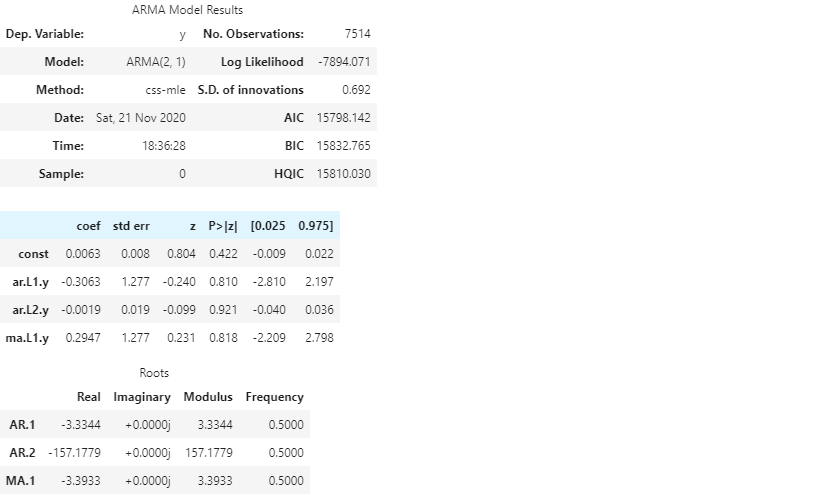 ARMA Model Results
Dep. Variable: y No. Observations: 7514
Model: ARMA(2, 1) Log Likelihood -7894.071
Method: css-mle S.D. of innovations 0.692
Date: Sat, 21 Nov 2020 AIC 15798.142
Time: 18:36:28 BIC 15832.765
Sample: 0 HQIC 15810.030
coef std err z P>|z| [0.025 0.975]
const 0.0063 0.008 0.804 0.422 -0.009 0.022
ar.L1.y -0.3063 1.277 -0.240 0.810 -2.810 2.197
ar.L2.y -0.0019 0.019 -0.099 0.921 -0.040 0.036
ma.L1.y 0.2947 1.277 0.231 0.818 -2.209 2.798
Roots
Real Imaginary Modulus Frequency
AR.1 -3.3344 +0.0000j 3.3344 0.5000
AR.2 -157.1779 +0.0000j 157.1779 0.5000
MA.1 -3.3933 +0.0000j 3.3933 0.5000